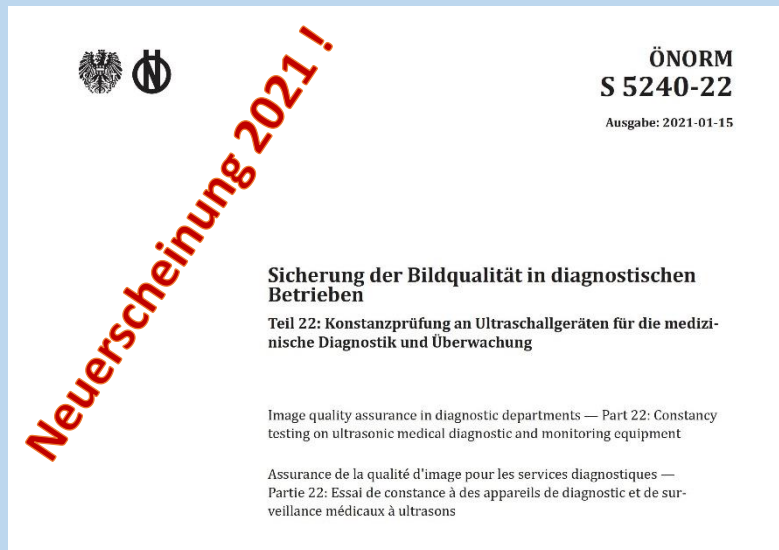 Neuerscheinung 2021 !
ÖNORM
S 5240-22
Ausgabe: 2021-01-15
Sicherung der Bildqualität in diagnostischen
Betrieben
Teil 22: Konstanzprüfung an Ultraschallgeräten für die medizi-
nische Diagnostik und Überwachung
Image quality assurance in diagnostic departments — Part 22: Constancy
testing on ultrasonic medical diagnostic and monitoring equipment
Assurance de la qualité d'image pour les services diagnostiques —
Partie 22: Essai de constance à des appareils de diagnostic et de sur-
veillance médicaux à ultrasons